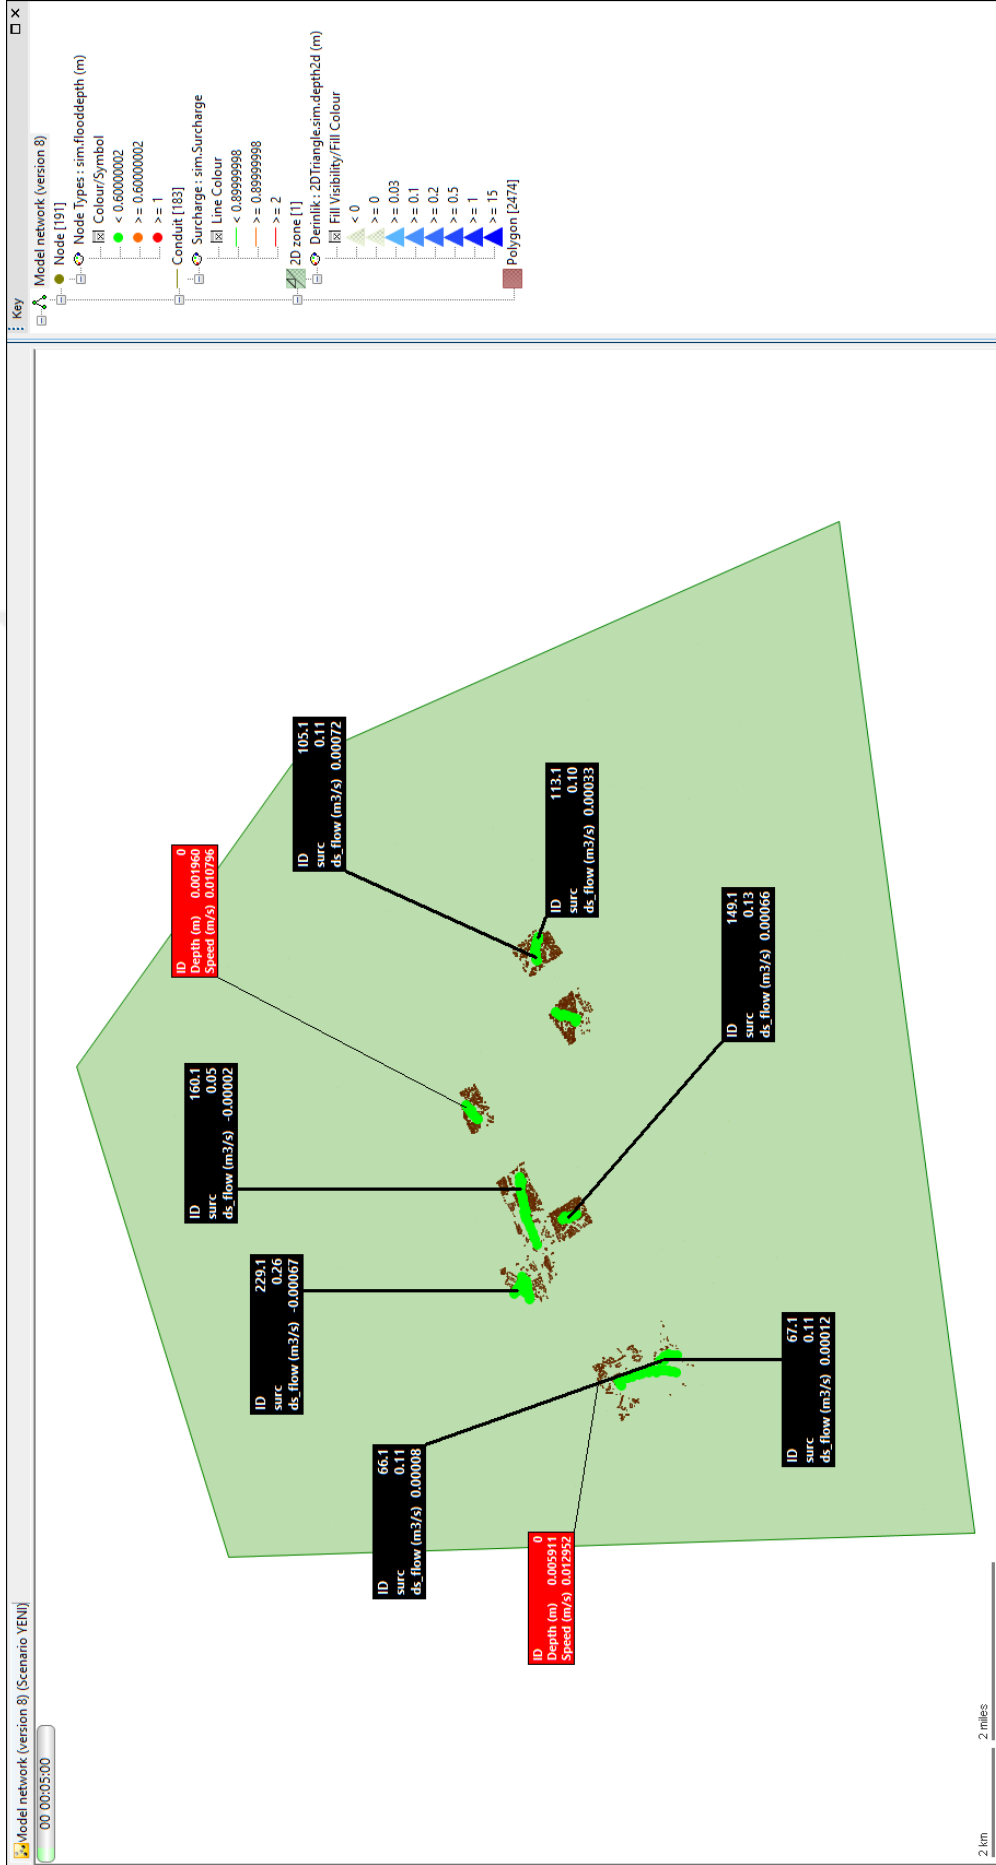 Model network (version 8) (Scenario YENI)
00 00:05:00
ID 66.1
surc 0.11
ds_flow (m3/s) 0.00008
ID 229.1
surc 0.26
ds_flow (m3/s) -0.00067
ID 160.1
surc 0.05
ds_flow (m3/s) -0.00002
ID 0
Depth (m) 0.001960
Speed (m/s) 0.010796
ID 105.1
surc 0.11
ds_flow (m3/s) 0.00072
ID 113.1
surc 0.10
ds_flow (m3/s) 0.00033
ID 149.1
surc 0.13
ds_flow (m3/s) 0.00066
ID 67.1
surc 0.11
ds_flow (m3/s) 0.00012
ID 0
Depth (m) 0.005911
Speed (m/s) 0.012952
2 km
2 miles
Key
Model network (version 8)
Node [191]
Node Types : sim.flooddepth (m)
Colour/Symbol
< 0.60000002
>= 0.60000002
>= 1
Conduit [183]
Surcharge : sim.Surcharge
Line Colour
< 0.89999998
>= 0.89999998
>= 2
2D zone [1]
Derinlik : 2DTriangle.sim.depth2d (m)
Fill Visibility/Fill Colour
< 0
>= 0
>= 0.03
>= 0.1
>= 0.2
>= 0.5
>= 1
>= 15
Polygon [2474]